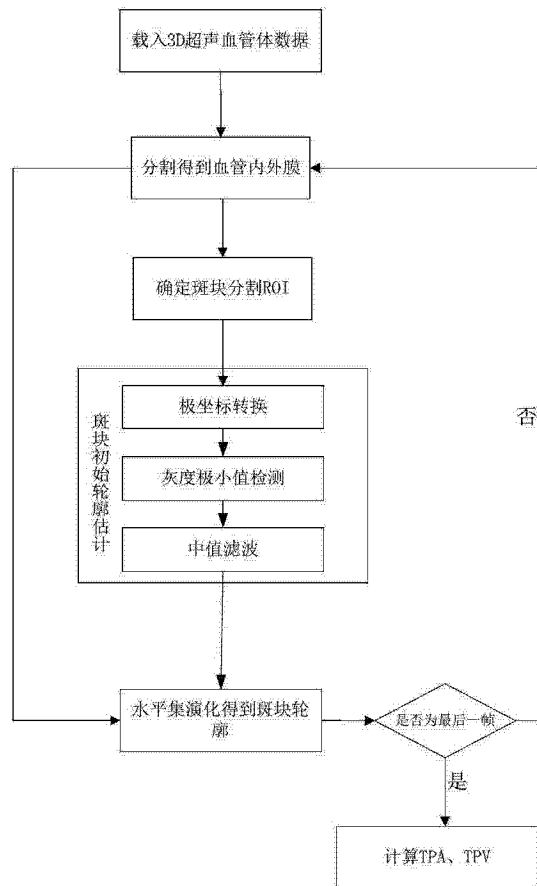 载入3D超声血管体数据
分割得到血管内外膜
确定斑块分割ROI
斑块初始轮廓估计
极坐标转换
灰度极小值检测
中值滤波
水平集演化得到斑块轮
廓
是否为最后一帧
否
是
计算TPA、TPV